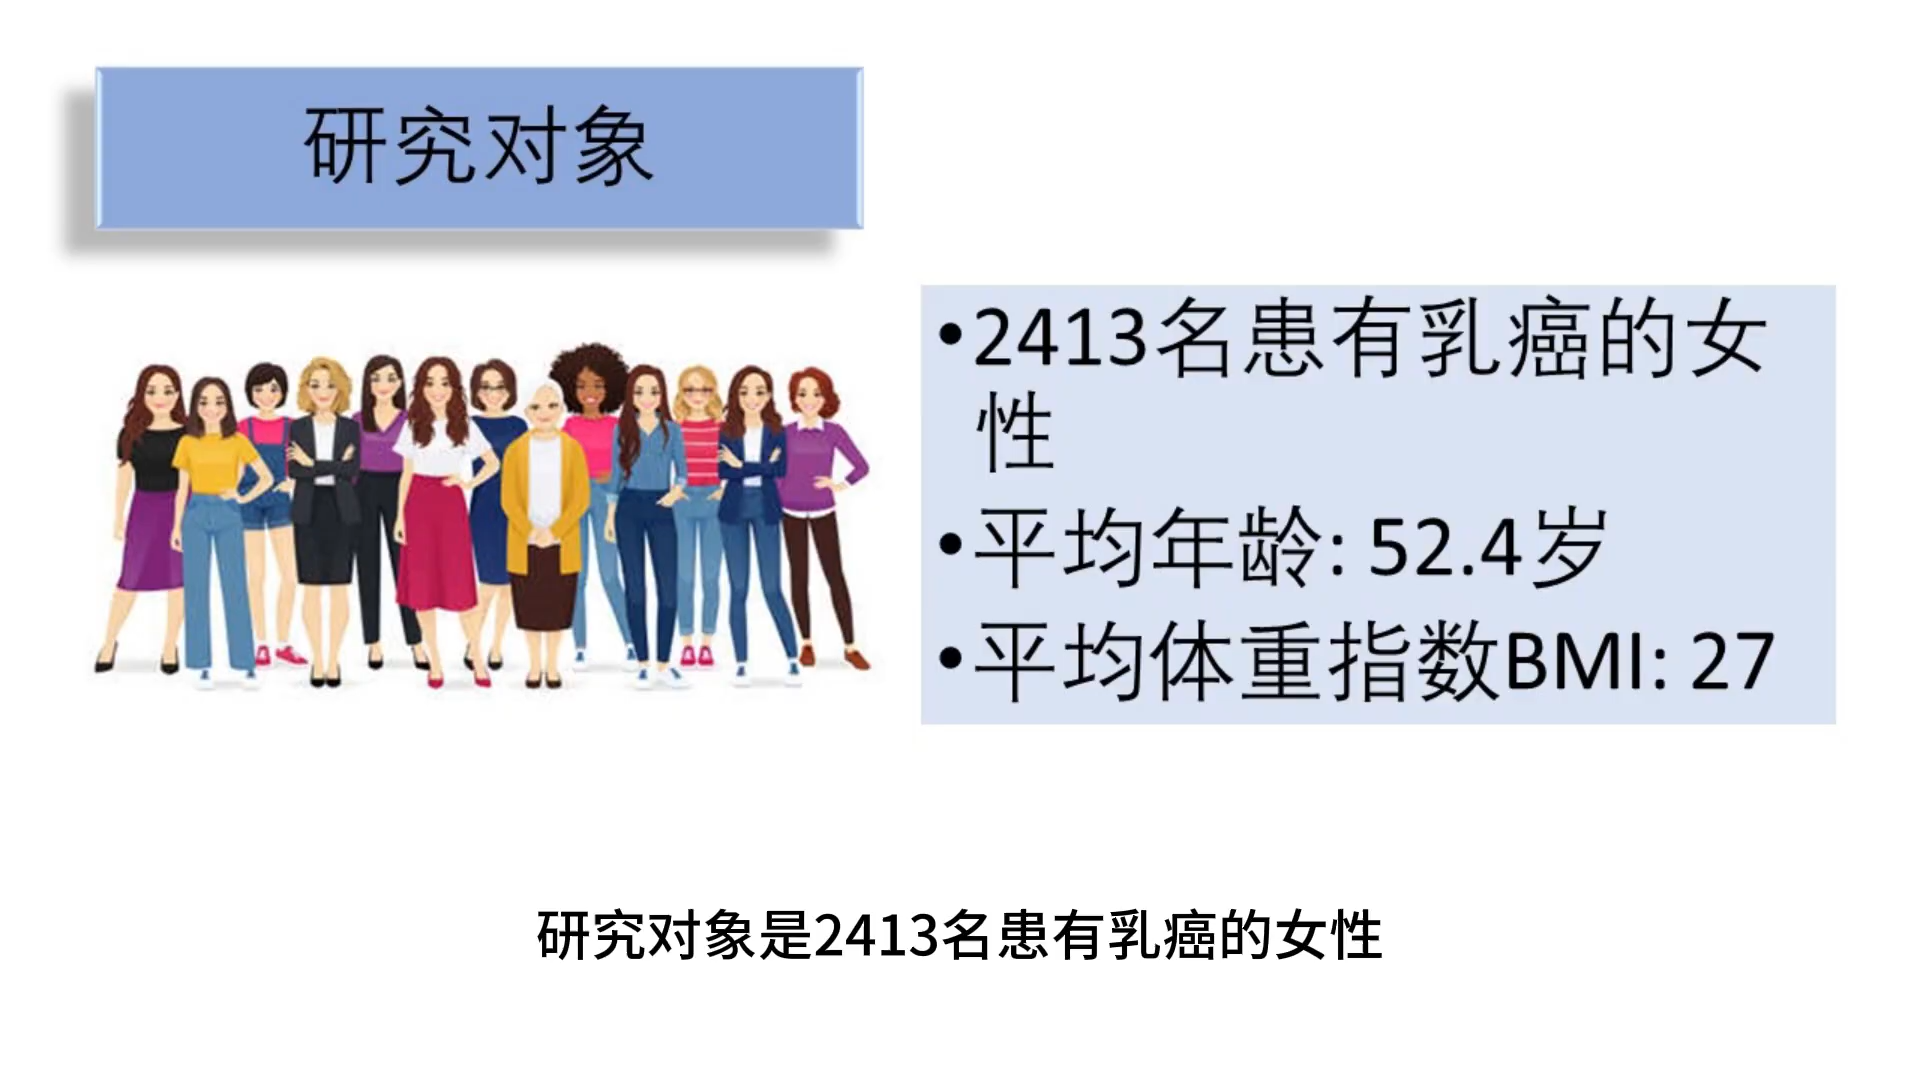 研究对象
•2413名患有乳癌的女
性
•平均年龄: 52.4岁
•平均体重指数BMI: 27
研究对象是2413名患有乳癌的女性